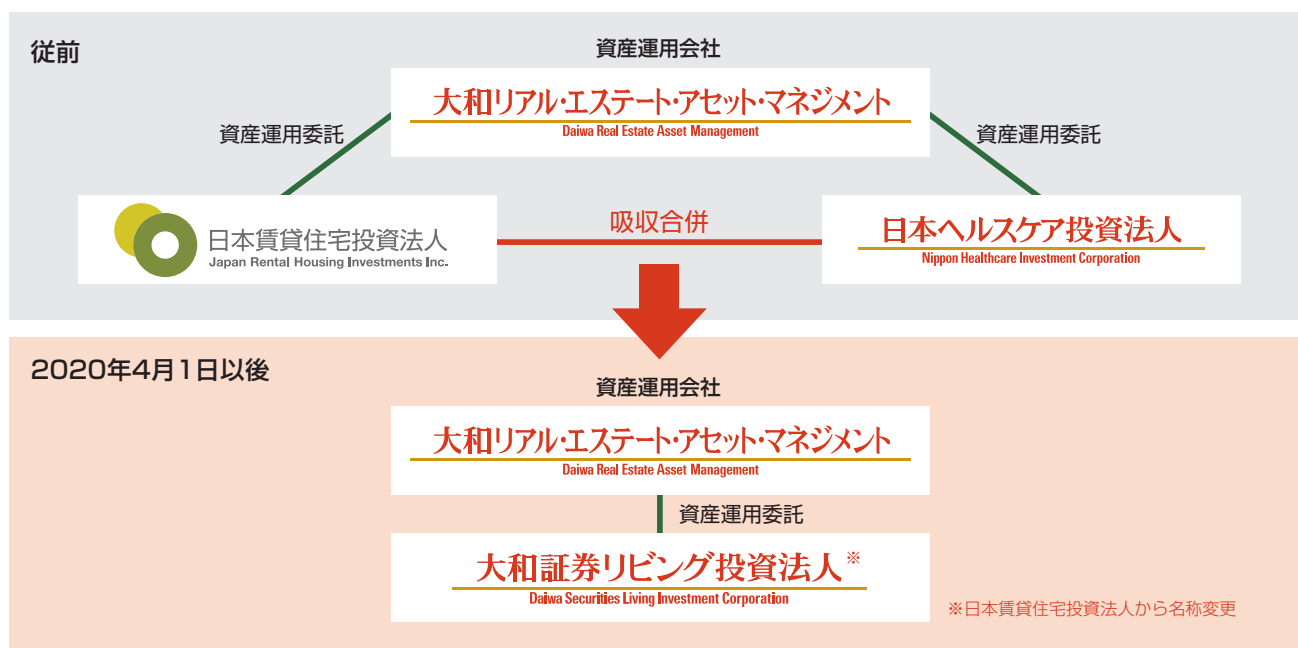 従前
資産運用会社
大和リアル・エステート・アセット・マネジメント
Daiwa Real Estate Asset Management
資産運用委託
資産運用委託
日本賃貸住宅投資法人
Japan Rental Housing Investments Inc.
吸収合併
日本ヘルスケア投資法人
Nippon Healthcare Investment Corporation
2020年4月1日以後
資産運用会社
大和リアル・エステート・アセット・マネジメント
Daiwa Real Estate Asset Management
資産運用委託
大和証券リビング投資法人※
Daiwa Securities Living Investment Corporation
※日本賃貸住宅投資法人から名称変更